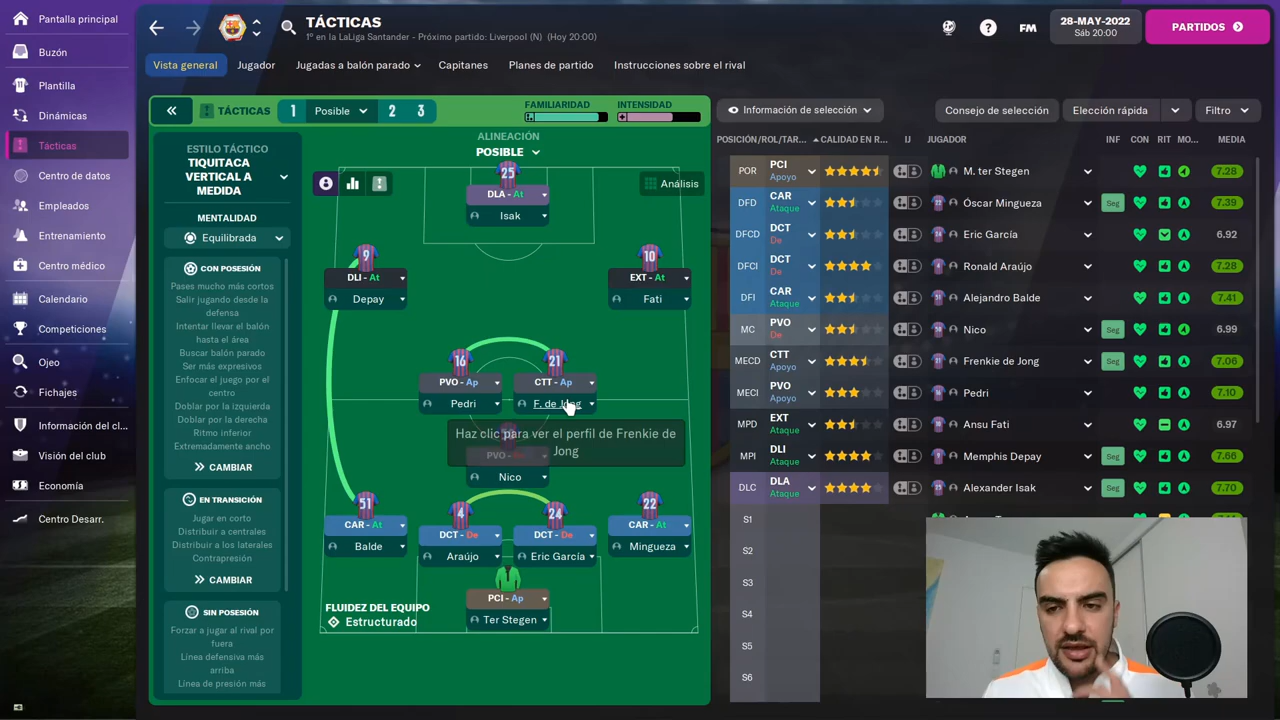 Pantalla principal
Buzón
Plantilla
Dinámicas
Tácticas
Centro de datos
Empleados
Entrenamiento
Centro médico
Calendario
Competiciones
Ojeo
Fichajes
Información del cl...
Visión del club
Economía
Centro Desarr.
TÁCTICAS
1º en la LaLiga Santander - Próximo partido: Liverpool (N) (Hoy 20:00)
FM
28-MAY-2022
Sáb 20:00
PARTIDOS
Vista general
Jugador
Jugadas a balón parado
Capitanes
Planes de partido
Instrucciones sobre el rival
TÁCTICAS
1
Posible
2
3
FAMILIARIDAD
INTENSIDAD
ESTILO TÁCTICO
TIQUITACA
VERTICAL A
MEDIDA
MENTALIDAD
Equilibrada
CON POSESIÓN
Pases mucho más cortos
Salir jugando desde la
defensa
Intentar llevar el balón
hasta el área
Buscar balón parado
Ser más expresivos
Enfocar el juego por el
centro
Doblar por la izquierda
Doblar por la derecha
Ritmo inferior
Extremadamente ancho
CAMBIAR
EN TRANSICIÓN
Jugar en corto
Distribuir a centrales
Distribuir a los laterales
Contrapresión
CAMBIAR
SIN POSESIÓN
Forzar a jugar al rival por
fuera
Línea defensiva más
arriba
Línea de presión más
ALINEACIÓN
POSIBLE
Análisis
25
DLA - At
Isak
9
DLI - At
Depay
10
EXT - At
Fati
16
PVO - Ap
Pedri
21
CTT - Ap
F. de Jong
Haz clic para ver el perfil de Frenkie de
Jong
PVO - De
Nico
51
CAR - At
Balde
4
DCT - De
Araújo
24
DCT - De
Eric García
22
CAR - At
Mingueza
PCI - Ap
Ter Stegen
FLUIDEZ DEL EQUIPO
Estructurado
Información de selección
Consejo de selección
Elección rápida
Filtro
POSICIÓN/ROL/TAR... CALIDAD EN R... IJ JUGADOR INF CON RIT MO... MEDIA
POR PCI Apoyo M. ter Stegen 7.28
DFD CAR Ataque Óscar Mingueza Seg 7.39
DFCD DCT De Eric García 6.92
DFCI DCT De Ronald Araújo 7.28
DFI CAR Ataque Alejandro Balde 7.41
MC PVO De Nico Seg 6.99
MECD CTT Apoyo Frenkie de Jong Seg 7.06
MECI PVO Apoyo Pedri 7.10
MPD EXT Ataque Ansu Fati 6.97
MPI DLI Ataque Memphis Depay 7.66
DLC DLA Ataque Alexander Isak Seg 7.70
S1
S2
S3
S4
S5
S6